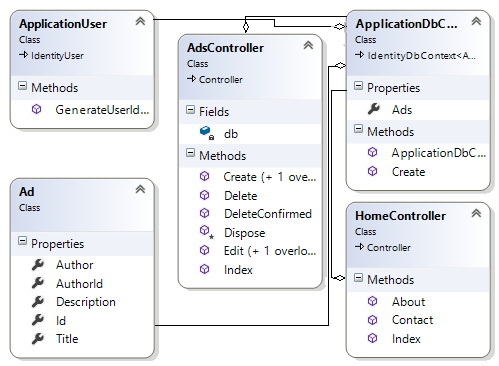 ApplicationUser
Class
IdentityUser
Methods
GenerateUserId...
Ad
Class
Properties
Author
AuthorId
Description
Id
Title
AdsController
Class
Controller
Fields
db
Methods
Create (+ 1 ove...
Delete
DeleteConfirmed
Dispose
Edit (+ 1 overlo...
Index
ApplicationDbC...
Class
IdentityDbContext<A...
Properties
Ads
Methods
ApplicationDbC...
Create
HomeController
Class
Controller
Methods
About
Contact
Index